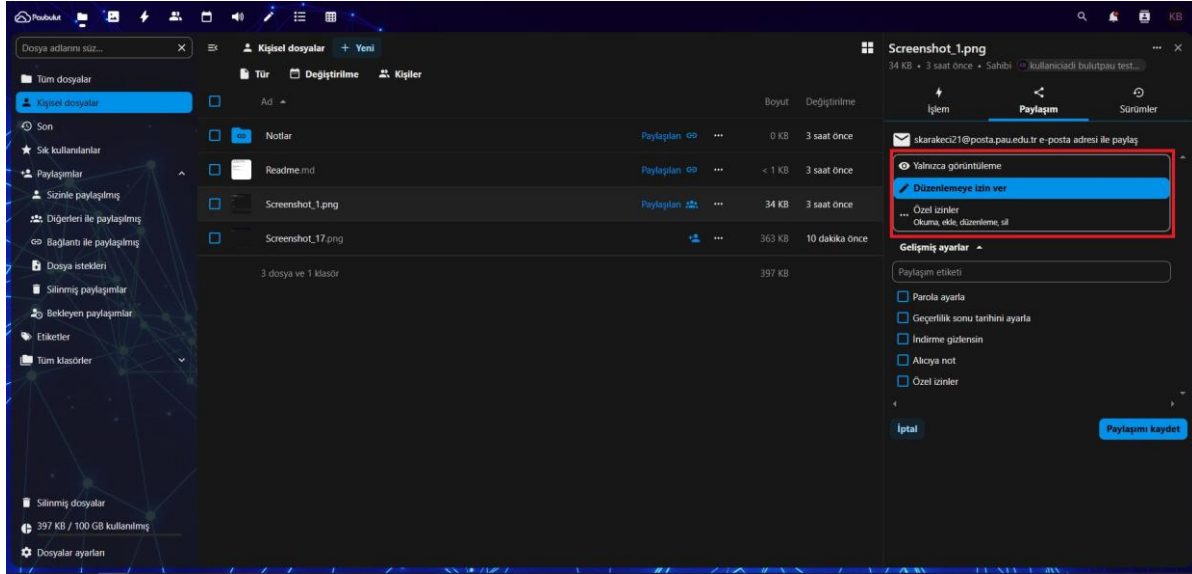 Paubulut
KB
Dosya adlarını süz...
Tüm dosyalar
Kişisel dosyalar
Son
Sık kullanılanlar
Paylaşımlar
Sizinle paylaşılmış
Diğerleri ile paylaşılmış
Bağlantı ile paylaşılmış
Dosya istekleri
Silinmiş paylaşımlar
Bekleyen paylaşımlar
Etiketler
Tüm klasörler
Silinmiş dosyalar
397 KB / 100 GB kullanılmış
Dosyalar ayarları
Kişisel dosyalar + Yeni
Tür Değiştirilme Kişiler
Ad Boyut Değiştirilme
Notlar Paylaşılan ... 0 KB 3 saat önce
Readme.md Paylaşılan ... < 1 KB 3 saat önce
Screenshot_1.png Paylaşılan ... 34 KB 3 saat önce
Screenshot_17.png ... 363 KB 10 dakika önce
3 dosya ve 1 klasör 397 KB
Screenshot_1.png
34 KB • 3 saat önce • Sahibi KB kullaniciadi bulutpau test...
İşlem Paylaşım Sürümler
skarakeci21@posta.pau.edu.tr e-posta adresi ile paylaş
Yalnızca görüntüleme
Düzenlemeye izin ver
Özel izinler
Okuma, ekle, düzenleme, sil
Gelişmiş ayarlar
Paylaşım etiketi
Parola ayarla
Geçerlilik sonu tarihini ayarla
İndirme gizlensin
Alıcıya not
Özel izinler
İptal Paylaşımı kaydet